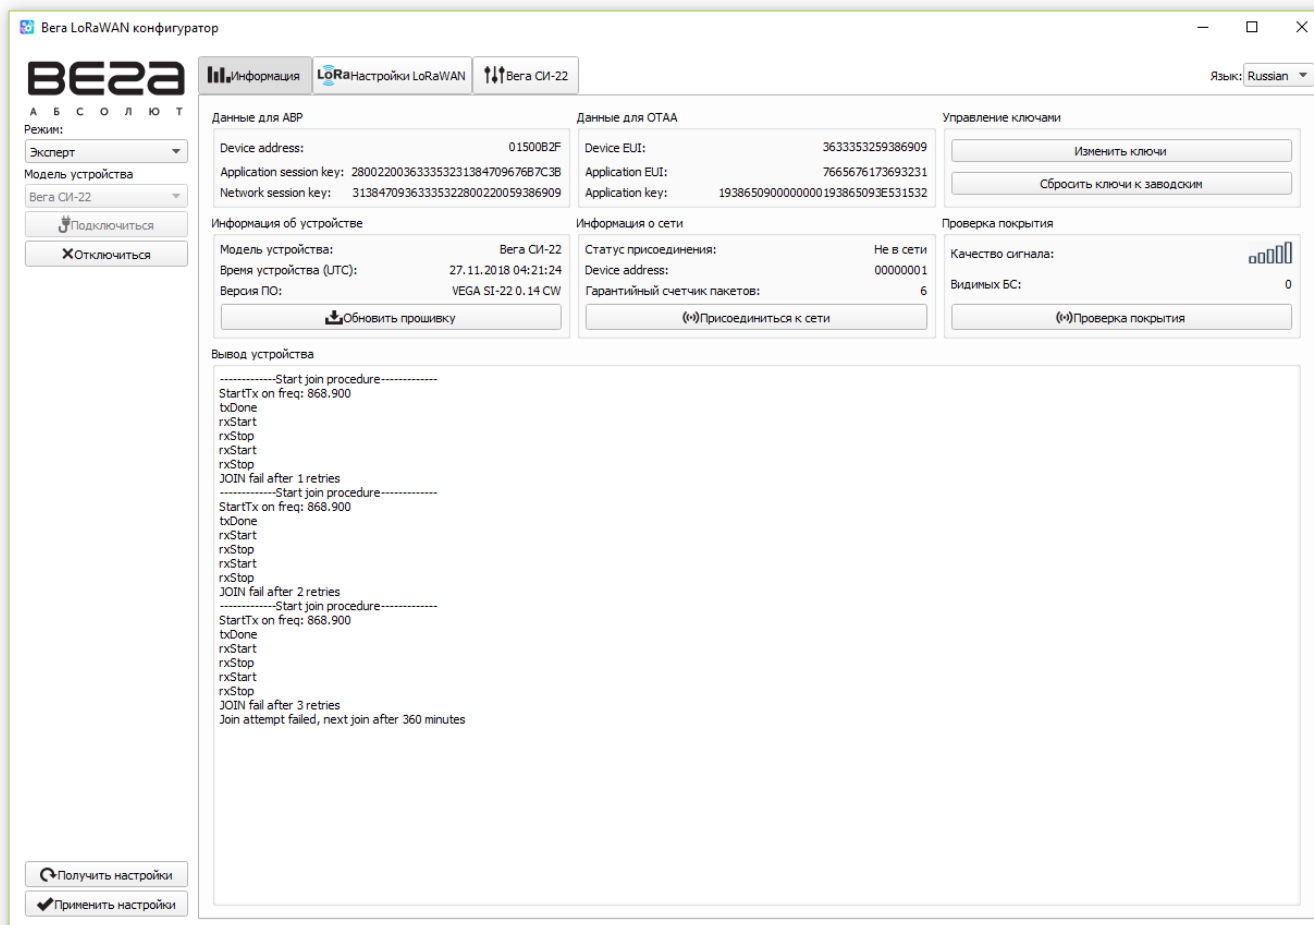 Вега LoRaWAN конфигуратор
ВЕГА
АБСОЛЮТ
Режим:
Эксперт
Модель устройства
Вега СИ-22
Подключиться
Отключиться
Получить настройки
Применить настройки
Информация
LoRa Настройки LoRaWAN
Вега СИ-22
Язык: Russian
Данные для ABP
Device address: 01500B2F
Application session key: 280022003633353231384709676B7C3B
Network session key: 31384709363335322800220059386909
Данные для OTAA
Device EUI: 3633353259386909
Application EUI: 7665676173693231
Application key: 1938650900000000193865093E531532
Управление ключами
Изменить ключи
Сбросить ключи к заводским
Информация об устройстве
Модель устройства: Вега СИ-22
Время устройства (UTC): 27.11.2018 04:21:24
Версия ПО: VEGA SI-22 0.14 CW
Обновить прошивку
Информация о сети
Статус присоединения: Не в сети
Device address: 00000001
Гарантийный счетчик пакетов: 6
Присоединиться к сети
Проверка покрытия
Качество сигнала:
Видимых БС: 0
Проверка покрытия
Вывод устройства
-------------Start join procedure-------------
StartTx on freq: 868.900
txDone
rxStart
rxStop
rxStart
rxStop
JOIN fail after 1 retries
-------------Start join procedure-------------
StartTx on freq: 868.900
txDone
rxStart
rxStop
rxStart
rxStop
JOIN fail after 2 retries
-------------Start join procedure-------------
StartTx on freq: 868.900
txDone
rxStart
rxStop
rxStart
rxStop
JOIN fail after 3 retries
Join attempt failed, next join after 360 minutes